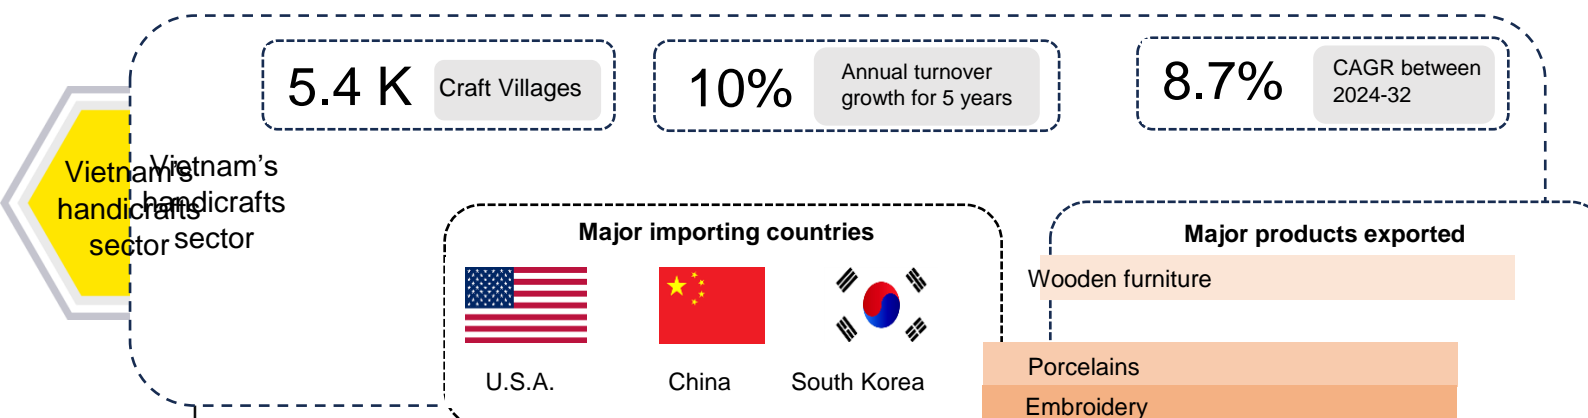 5.4 K
Craft Villages
10%
Annual turnover
growth for 5 years
8.7%
CAGR between
2024-32
Vietnam's
handicrafts
sector
Vietnam's
handicrafts
sector
Major importing countries
U.S.A.
China
South Korea
Major products exported
Wooden furniture
Porcelains
Embroidery